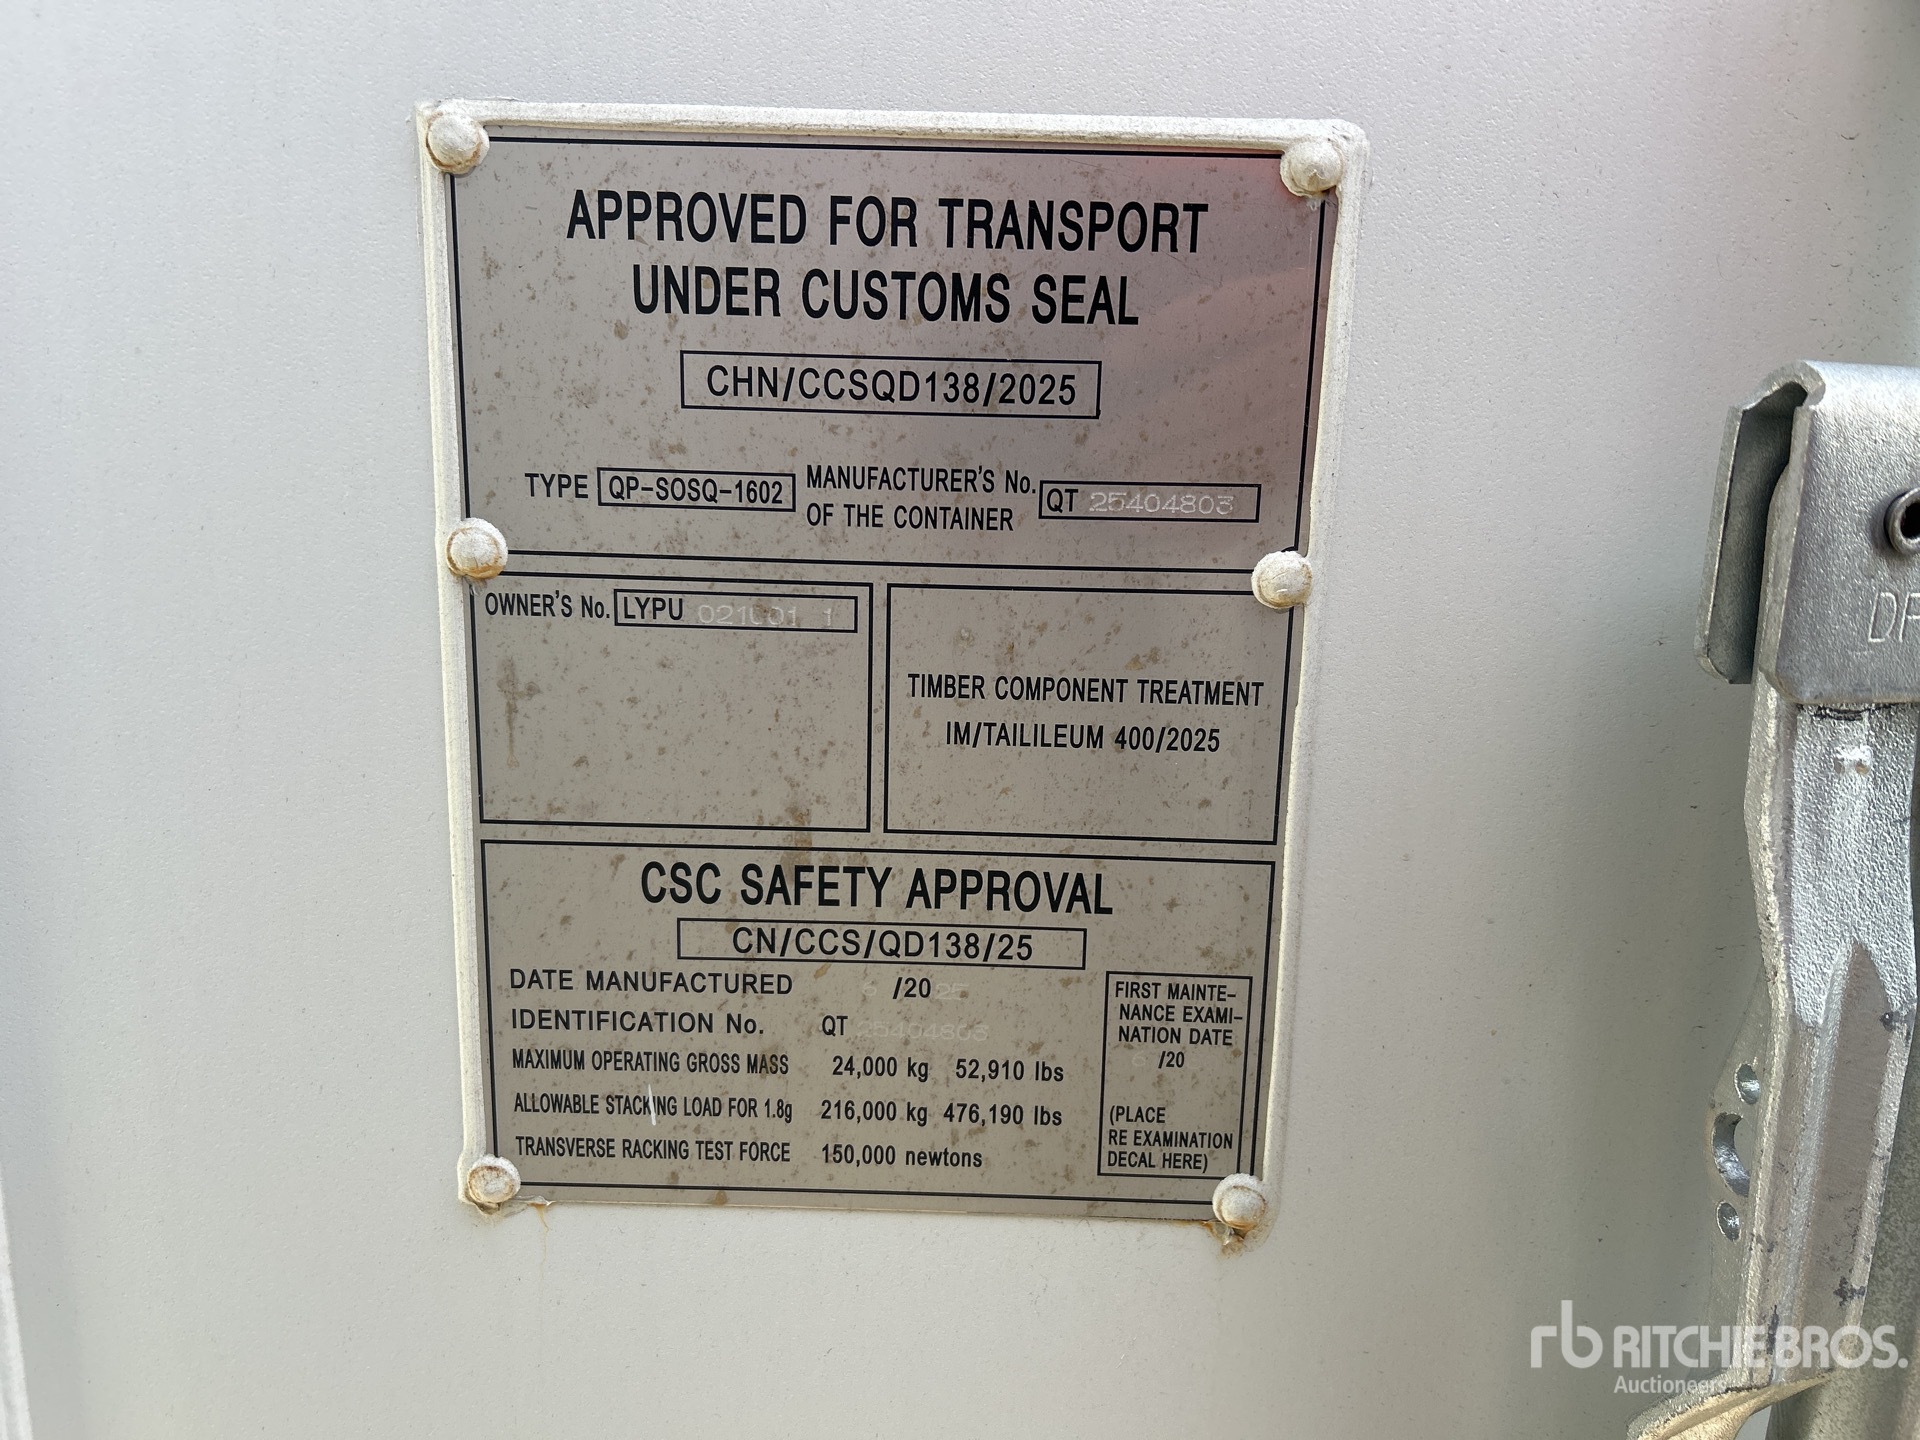 APPROVED FOR TRANSPORT
UNDER CUSTOMS SEAL
CHN/CCSQD138/2025
TYPE QP-SOSQ-1602 MANUFACTURER'S No. OF THE CONTAINER QT 25404803
OWNER'S No. LYPU
TIMBER COMPONENT TREATMENT
IM/TAILILEUM 400/2025
CSC SAFETY APPROVAL
CN/CCS/QD138/25
DATE MANUFACTURED 6 /20 25
IDENTIFICATION No. QT 25404803
MAXIMUM OPERATING GROSS MASS 24,000 kg 52,910 lbs
ALLOWABLE STACKING LOAD FOR 1.8g 216,000 kg 476,190 lbs
TRANSVERSE RACKING TEST FORCE 150,000 newtons
FIRST MAINTE-
NANCE EXAMI-
NATION DATE
/20
(PLACE
RE EXAMINATION
DECAL HERE)
rb RITCHIE BROS.
Auctioneers